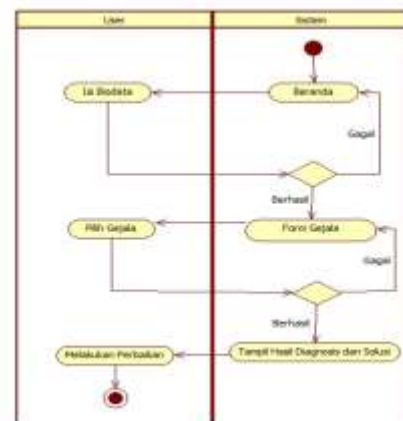 User
Sistem
Isi Biodata
Beranda
Gagal
Berhasil
Pilih Gejala
Form Gejala
Gagal
Berhasil
Melakukan Perbaikan
Tampil Hasil Diagnosis dan Solusi